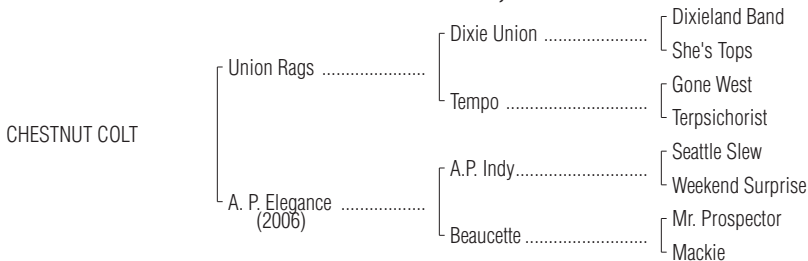 Dixieland Band
Dixie Union ........................
She's Tops
Union Rags ......................
Gone West
Tempo .................................
Terpsichorist
CHESTNUT COLT
Seattle Slew
A.P. Indy..............................
Weekend Surprise
A. P. Elegance ..................
(2006)
Mr. Prospector
Beaucette ............................
Mackie